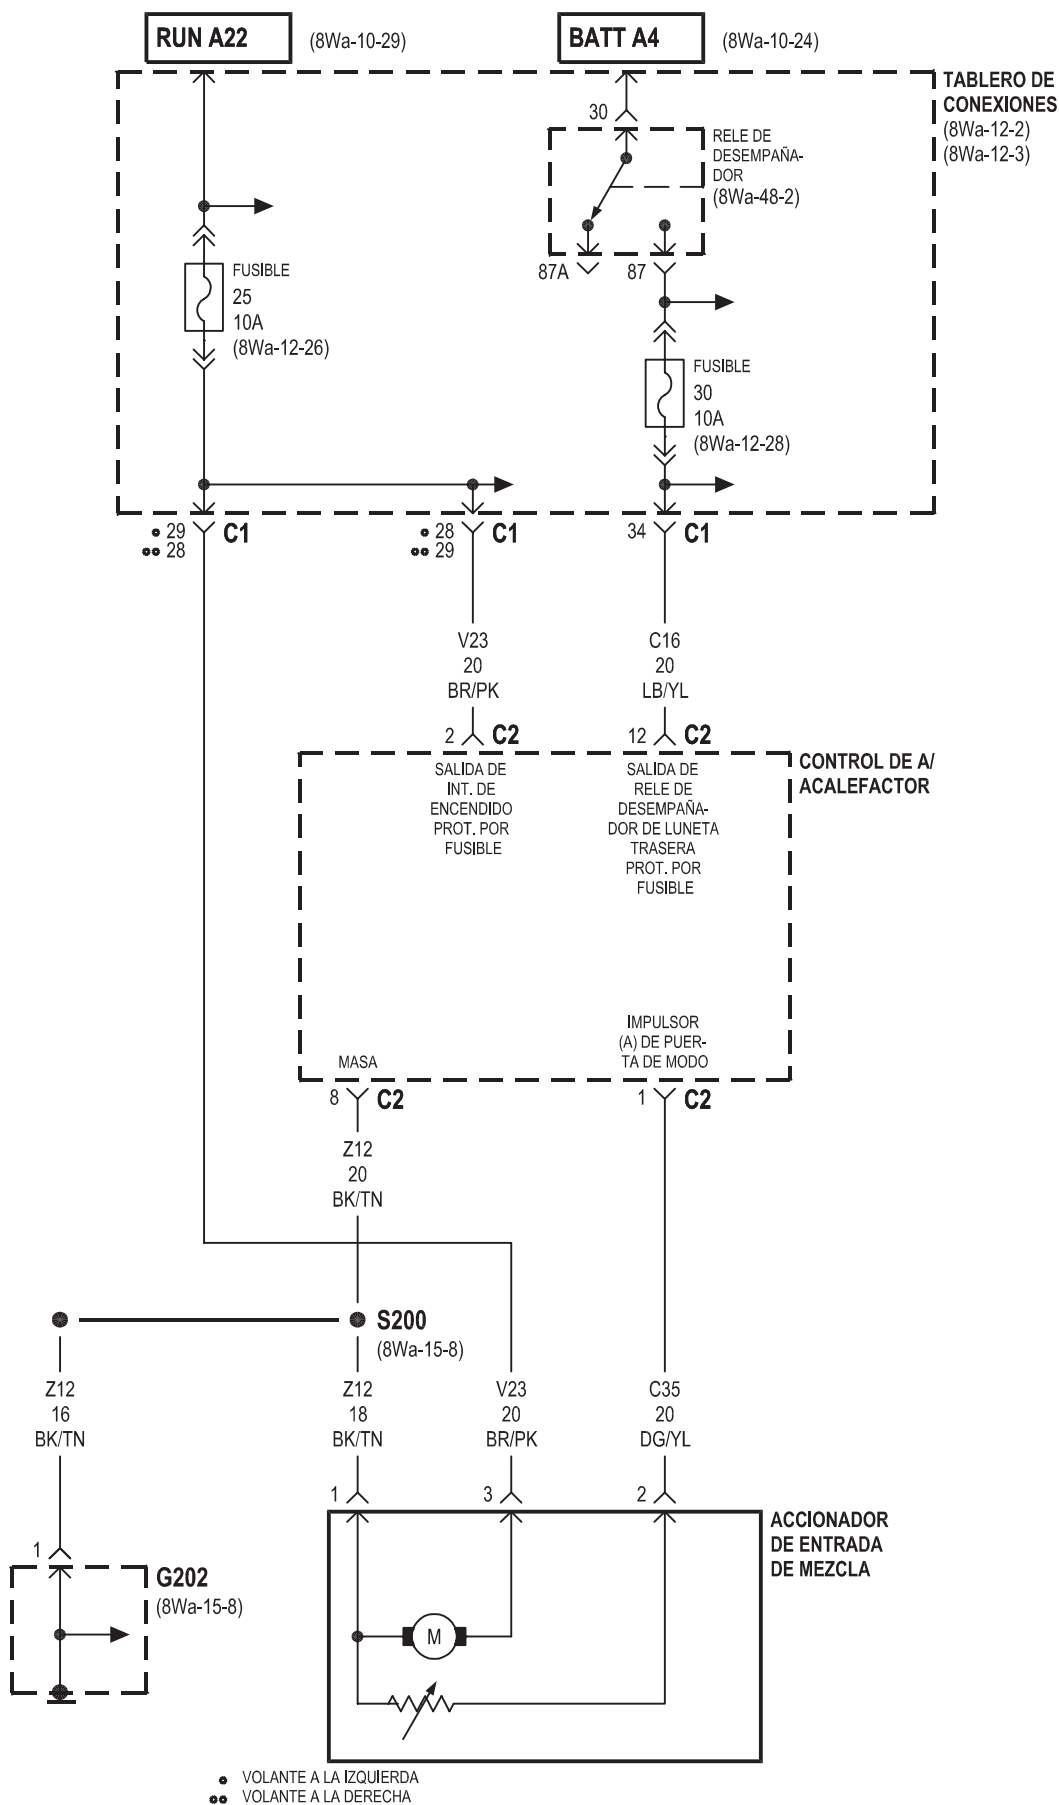 RUN A22
(8Wa-10-29)
BATT A4
(8Wa-10-24)
TABLERO DE
CONEXIONES
(8Wa-12-2)
(8Wa-12-3)
30
RELE DE
DESEMPAÑA-
DOR
(8Wa-48-2)
87A
87
FUSIBLE
25
10A
(8Wa-12-26)
FUSIBLE
30
10A
(8Wa-12-28)
29
28
C1
28
29
C1
34
C1
V23
20
BR/PK
C16
20
LB/YL
2
C2
12
C2
CONTROL DE A/
ACALEFACTOR
SALIDA DE
INT. DE
ENCENDIDO
PROT. POR
FUSIBLE
SALIDA DE
RELE DE
DESEMPAÑA-
DOR DE LUNETA
TRASERA
PROT. POR
FUSIBLE
MASA
IMPULSOR
(A) DE PUER-
TA DE MODO
8
C2
1
C2
Z12
20
BK/TN
S200
(8Wa-15-8)
Z12
16
BK/TN
Z12
18
BK/TN
V23
20
BR/PK
C35
20
DG/YL
1
3
2
ACCIONADOR
DE ENTRADA
DE MEZCLA
1
G202
(8Wa-15-8)
M
VOLANTE A LA IZQUIERDA
VOLANTE A LA DERECHA